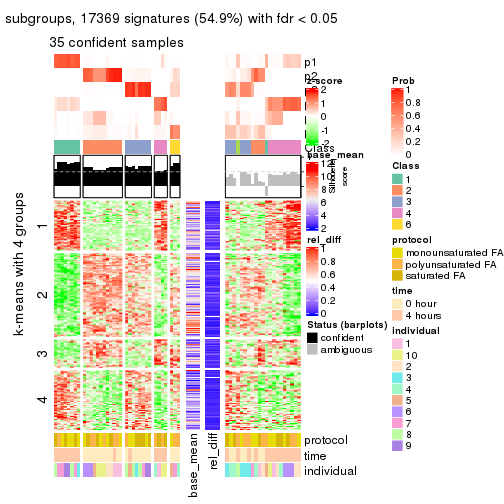 subgroups, 17369 signatures (54.9%) with fdr < 0.05
35 confident samples
p1
p2
Class
Silhouette
score
k-means with 4 groups
1
2
3
4
protocol
time
individual
base_mean
rel_diff
z-score
2
1
0
-1
-2
base_mean
12
10
8
6
4
2
rel_diff
1
0.8
0.6
0.4
0.2
0
Status (barplots)
confident
ambiguous
Prob
1
0.8
0.6
0.4
0.2
0
Class
1
2
3
4
6
protocol
monounsaturated FA
polyunsaturated FA
saturated FA
time
0 hour
4 hours
individual
1
10
2
3
4
5
6
7
8
9